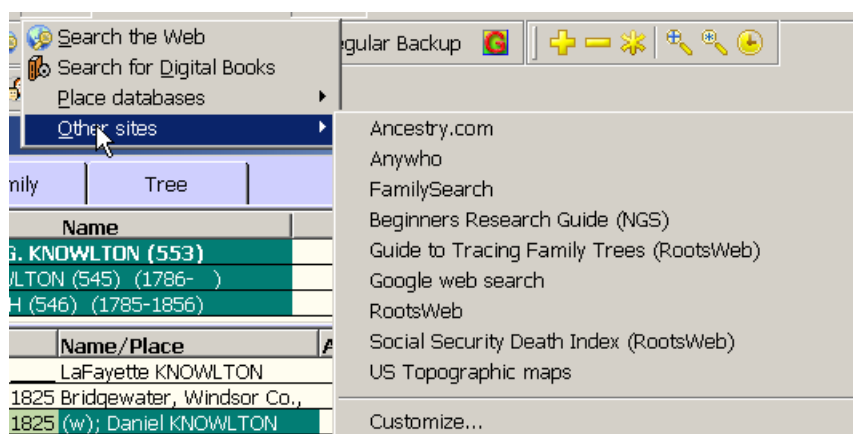 Search the Web
Search for Digital Books
Place databases
Other sites
gular Backup
G
mily
Tree
Ancestry.com
Anywho
FamilySearch
Beginners Research Guide (NGS)
Guide to Tracing Family Trees (RootsWeb)
Google web search
RootsWeb
Social Security Death Index (RootsWeb)
US Topographic maps
Customize...
Name
G. KNOWLTON (553)
WLTON (545) (1786- )
H (546) (1785-1856)
Name/Place
LaFayette KNOWLTON
1825 Bridgewater, Windsor Co.,
1825 (w); Daniel KNOWLTON